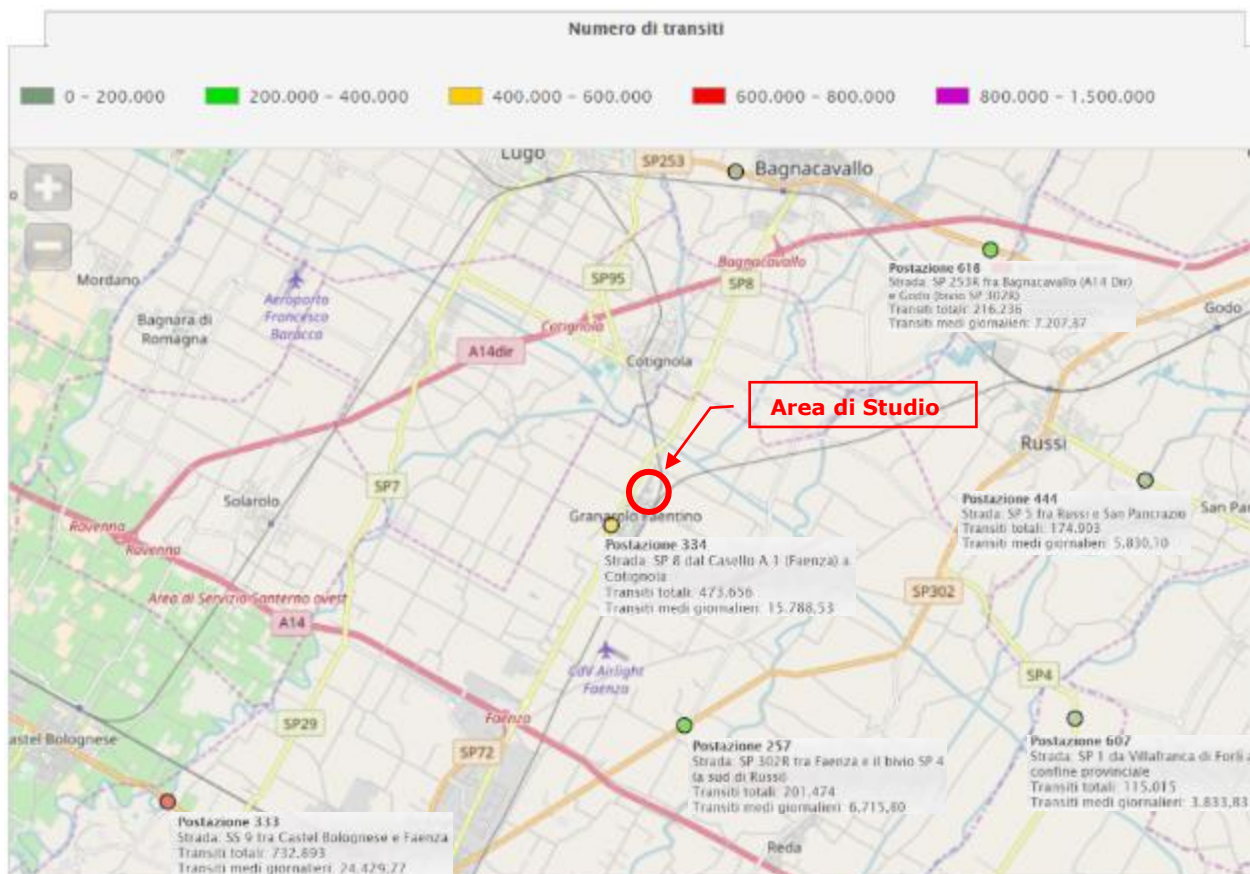 Numero di transiti
0 - 200.000
200.000 - 400.000
400.000 - 600.000
600.000 - 800.000
800.000 - 1.500.000
+
-
Lugo
SP253
Bagnacavallo
Mordano
Aeroporto
Francesco
Baracca
SP95
Bagnacavallo
SP8
Postazione 618
Strada: SP 253R fra Bagnacavallo (A14 Dir)
e Godo (bivio SP 302R)
Transiti totali: 216.236
Transiti medi giornalieri: 7.207,87
Godo
Bagnara di
Romagna
Cotignola
A14dir
Cotignola
Area di Studio
Russi
SP7
Solarolo
Granarolo Faentino
Postazione 444
Strada: SP 5 fra Russi e San Pancrazio
Transiti totali: 174.903
Transiti medi giornalieri: 5.830,10
San Pan
Ravenna
Ravenna
Postazione 334
Strada: SP 8 dal Casello A 1 (Faenza) a
Cotignola
Transiti totali: 473.656
Transiti medi giornalieri: 15.788,53
SP302
Area di Servizio Santerno ovest
A14
GdV Airlight
Faenza
SP4
SP29
Faenza
astel Bolognese
SP72
Postazione 257
Strada: SP 302R tra Faenza e il bivio SP 4
(a sud di Russi)
Transiti totali: 201.474
Transiti medi giornalieri: 6.715,80
Postazione 607
Strada: SP 1 da Villafranca di Forlì a
confine provinciale
Transiti totali: 115.015
Transiti medi giornalieri: 3.833,83
Postazione 333
Strada: SS 9 tra Castel Bolognese e Faenza
Transiti totali: 732.893
Transiti medi giornalieri: 24.429,77
Reda